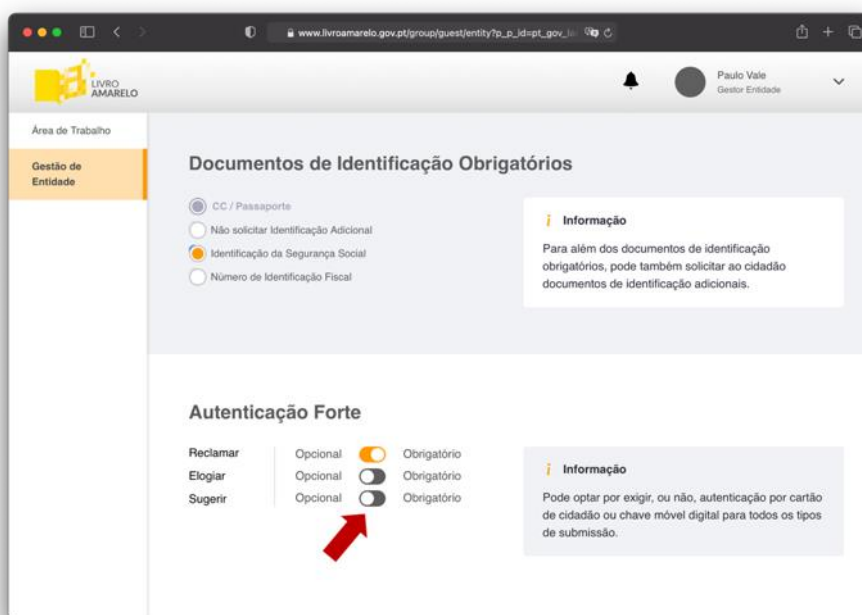 www.livroamarelo.gov.pt/group/guest/entity?p_p_id=pt_gov_
LIVRO
AMARELO
Paulo Vale
Gestor Entidade
Área de Trabalho
Gestão de
Entidade
Documentos de Identificação Obrigatórios
CC / Passaporte
Não solicitar Identificação Adicional
Identificação da Segurança Social
Número de Identificação Fiscal
i Informação
Para além dos documentos de identificação
obrigatórios, pode também solicitar ao cidadão
documentos de identificação adicionais.
Autenticação Forte
Reclamar Opcional Obrigatório
Elogiar Opcional Obrigatório
Sugerir Opcional Obrigatório
i Informação
Pode optar por exigir, ou não, autenticação por cartão
de cidadão ou chave móvel digital para todos os tipos
de submissão.